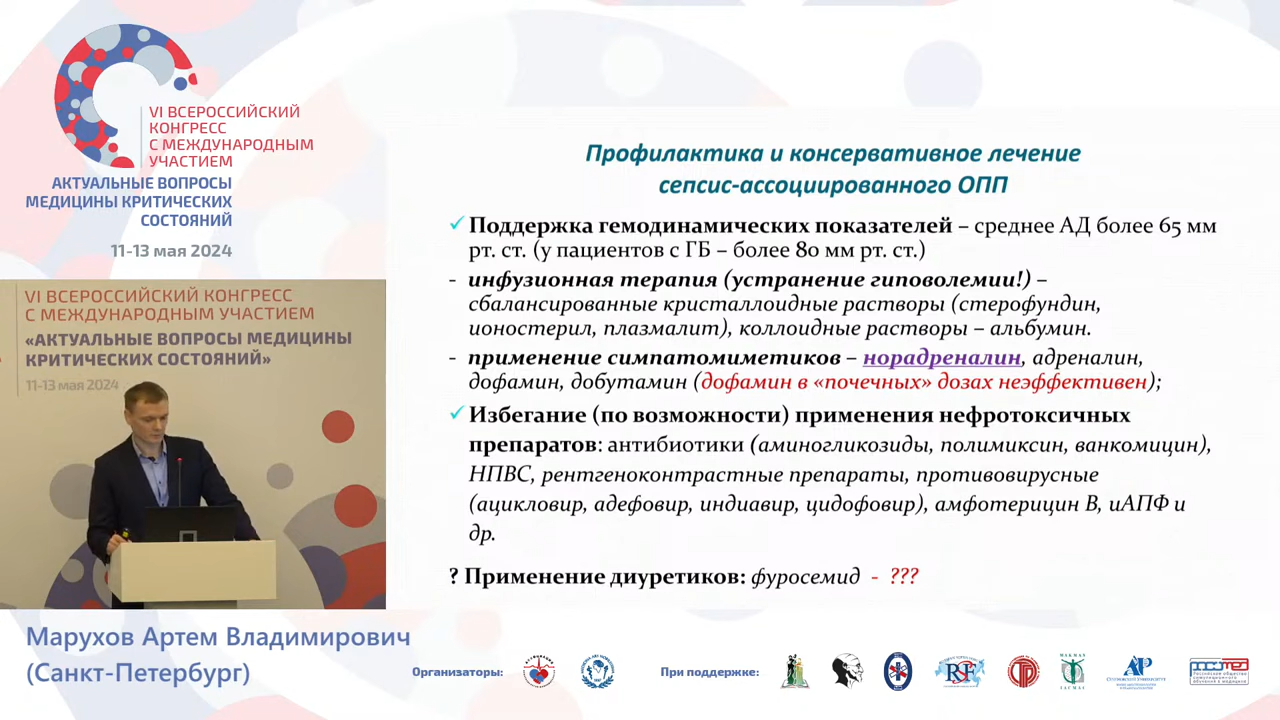 VI ВСЕРОССИЙСКИЙ
КОНГРЕСС
С МЕЖДУНАРОДНЫМ
УЧАСТИЕМ
АКТУАЛЬНЫЕ ВОПРОСЫ
МЕДИЦИНЫ КРИТИЧЕСКИХ
СОСТОЯНИЙ
11-13 мая 2024
VI ВСЕРОССИЙСКИЙ КОНГРЕСС
С МЕЖДУНАРОДНЫМ УЧАСТИЕМ
«АКТУАЛЬНЫЕ ВОПРОСЫ МЕДИЦИНЫ
КРИТИЧЕСКИХ СОСТОЯНИЙ»
11-13 мая 2024
Профилактика и консервативное лечение
сепсис-ассоциированного ОПП
✓ Поддержка гемодинамических показателей – среднее АД более 65 мм
рт. ст. (у пациентов с ГБ – более 80 мм рт. ст.)
- инфузионная терапия (устранение гиповолемии!) –
сбалансированные кристаллоидные растворы (стерофундин,
ионостерил, плазмалит), коллоидные растворы – альбумин.
- применение симпатомиметиков – норадреналин, адреналин,
дофамин, добутамин (дофамин в «почечных» дозах неэффективен);
✓ Избегание (по возможности) применения нефротоксичных
препаратов: антибиотики (аминогликозиды, полимиксин, ванкомицин),
НПВС, рентгеноконтрастные препараты, противовирусные
(ацикловир, адефовир, индиавир, цидофовир), амфотерицин В, иАПФ и
др.
? Применение диуретиков: фуросемид - ???
Марухов Артем Владимирович
(Санкт-Петербург)
Организаторы:
При поддержке: